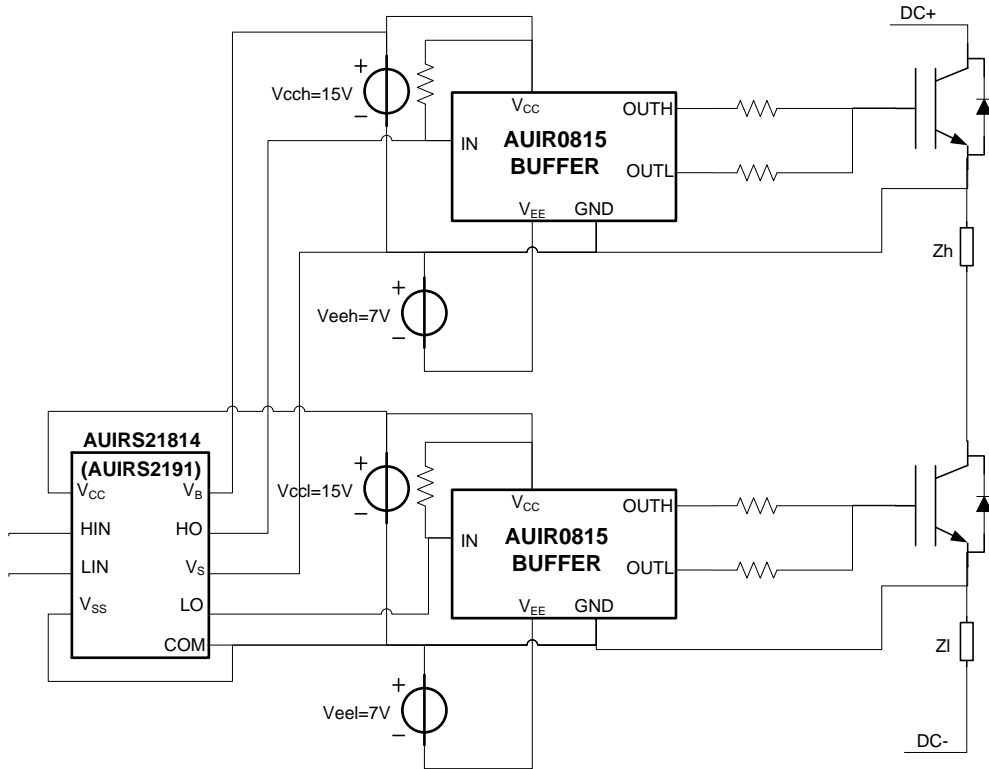 DC+
+
Vcch=15V
−
VCC
OUTH
IN
AUIR0815
BUFFER
OUTL
VEE
GND
Zh
+
Veeh=7V
−
AUIRS21814
(AUIRS2191)
VCC
VB
HIN
HO
LIN
VS
VSS
LO
COM
+
Vccl=15V
−
VCC
OUTH
IN
AUIR0815
BUFFER
OUTL
VEE
GND
Zl
+
Veel=7V
−
DC-